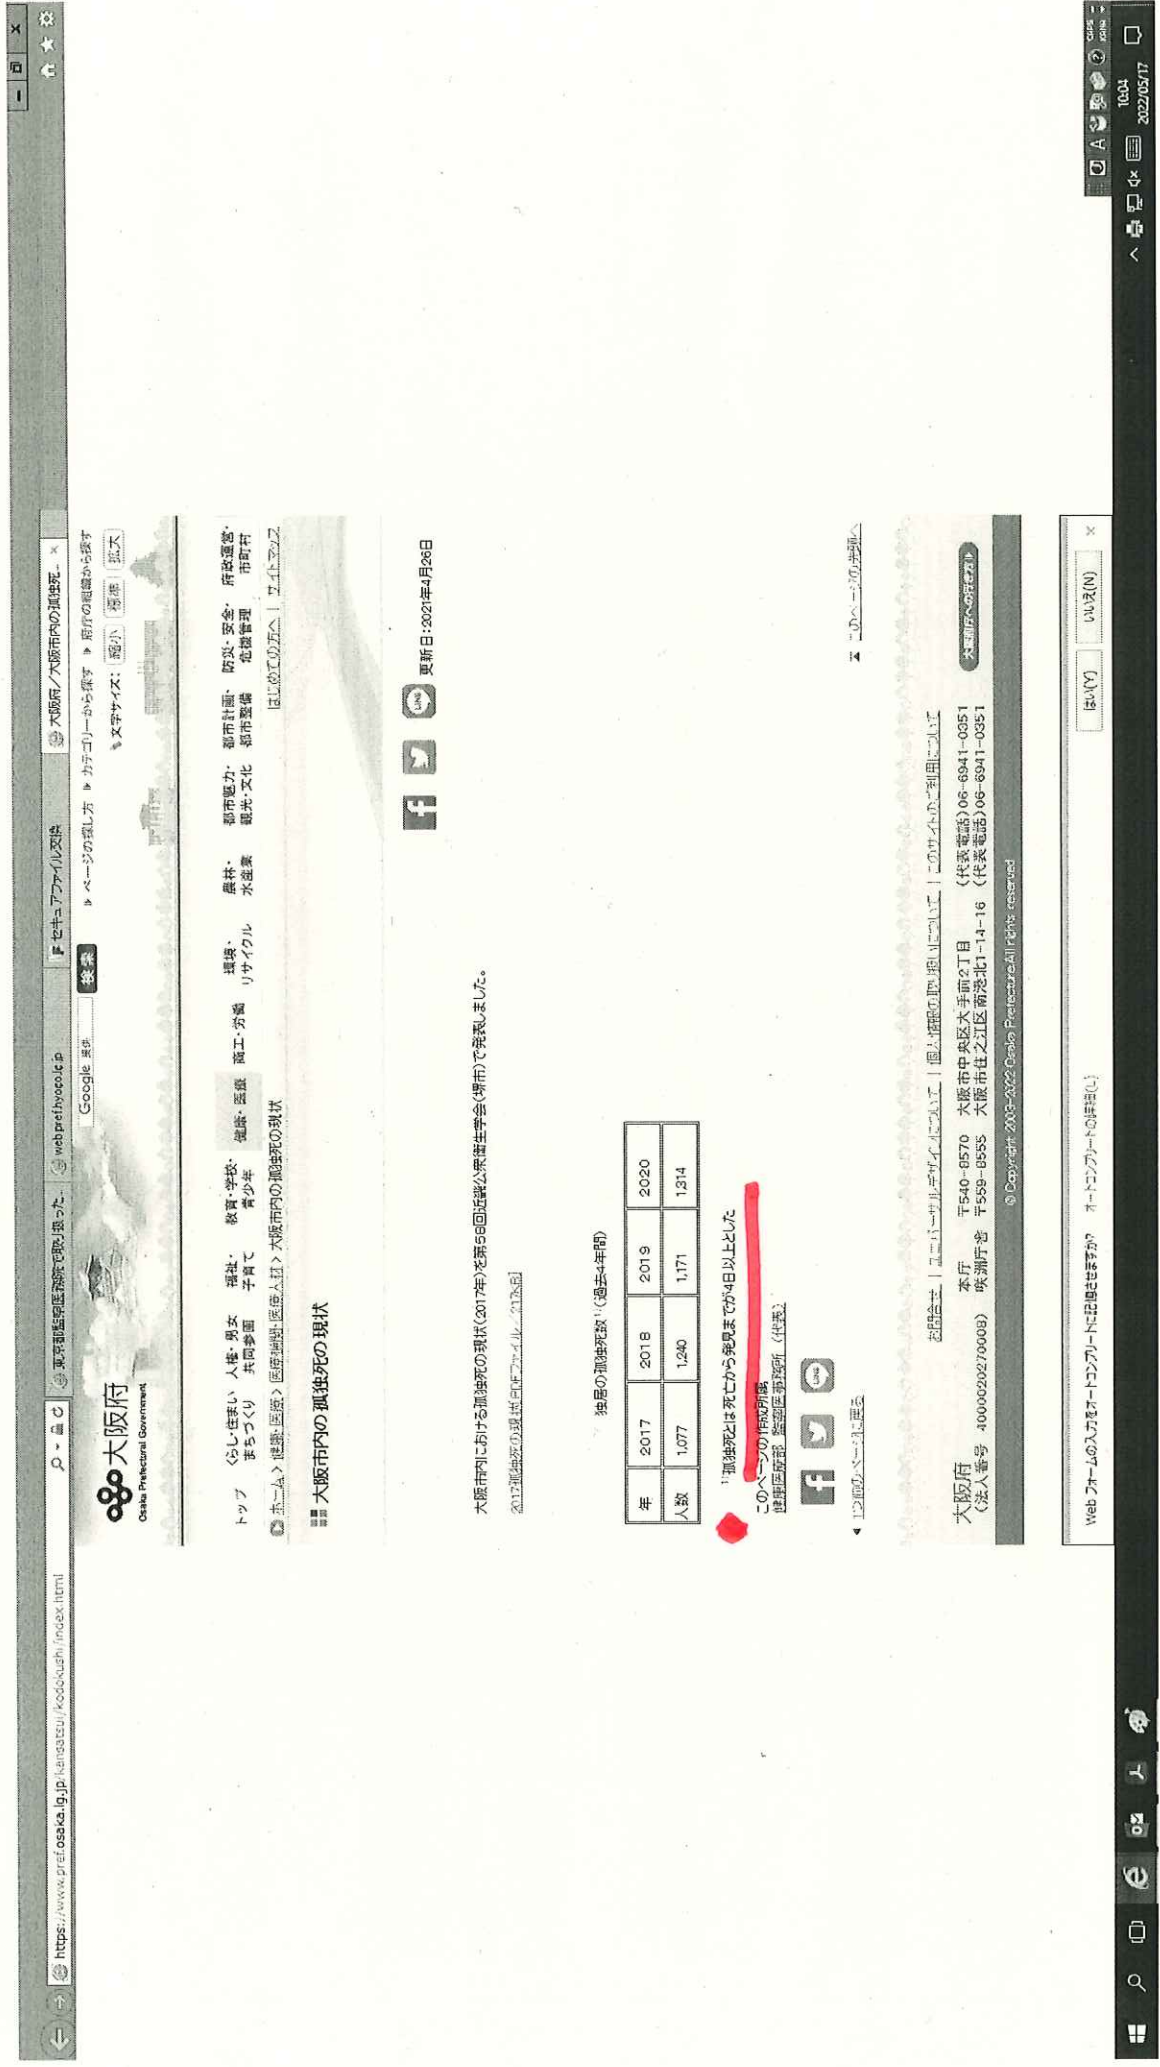 https://www.pref.osaka.lg.jp/kansatsui/kodokushi/index.html
東京都監察医務院で取り扱った...
web.pref.hyogo.lg.jp
セキュアファイル交換
大阪府／大阪市内の孤独死...
大阪府
Osaka Prefectural Government
Google 提供
検索
ページの探し方 カテゴリーから探す 府庁の組織から探す
文字サイズ： 縮小 標準 拡大
トップ くらし・住まい・まちづくり 人権・男女共同参画 福祉・子育て 教育・学校・青少年 健康・医療 商工・労働 環境・リサイクル 農林・水産業 都市魅力・観光・文化 都市計画・都市整備 防災・安全・危機管理 府政運営・市町村
ホーム > 健康・医療 > 医療機関・医療人材 > 大阪市内の孤独死の現状
はじめての方へ | サイトマップ
大阪市内の孤独死の現状
LINE
更新日：2021年4月26日
大阪市内における孤独死の現状(2017年)を第58回近畿公衆衛生学会(堺市)で発表しました。
2017孤独死の現状 [PDFファイル／217KB]
独居の孤独死数¹⁾(過去4年間)
年 2017 2018 2019 2020
人数 1,077 1,240 1,171 1,314
¹⁾孤独死とは死亡から発見までが4日以上とした
このページの作成所属
健康医療部 監察医事務所 (代表)
LINE
1つ前のページに戻る
このページの先頭へ
お問合せ | ユニバーサルデザインについて | 個人情報の取り扱いについて | このサイトのご利用について
大阪府
(法人番号 4000020270008)
本庁 〒540-8570 大阪市中央区大手前2丁目 (代表電話)06-6941-0351
咲洲庁舎 〒559-8555 大阪市住之江区南港北1-14-16 (代表電話)06-6941-0351
大阪府庁への行き方
© Copyright 2003-2022 Osaka Prefecture.All rights reserved
Web フォームの入力をオートコンプリートに記憶させますか?
オートコンプリートの詳細(L)
はい(Y)
いいえ(N)
A
CAPS
KANA
10:04
2022/05/17